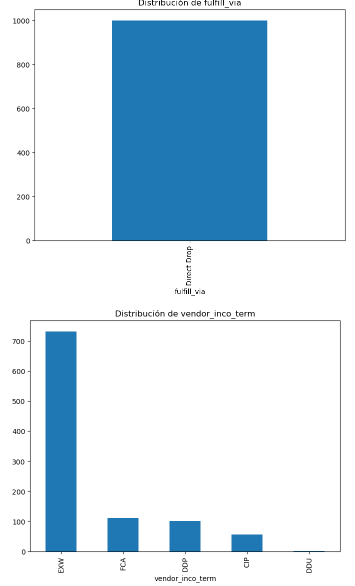 Distribución de fulfill_via
1000
800
600
400
200
0
Direct Drop
fulfill_via
Distribución de vendor_inco_term
700
600
500
400
300
200
100
0
EXW
FCA
DDP
CIP
DDU
vendor_inco_term